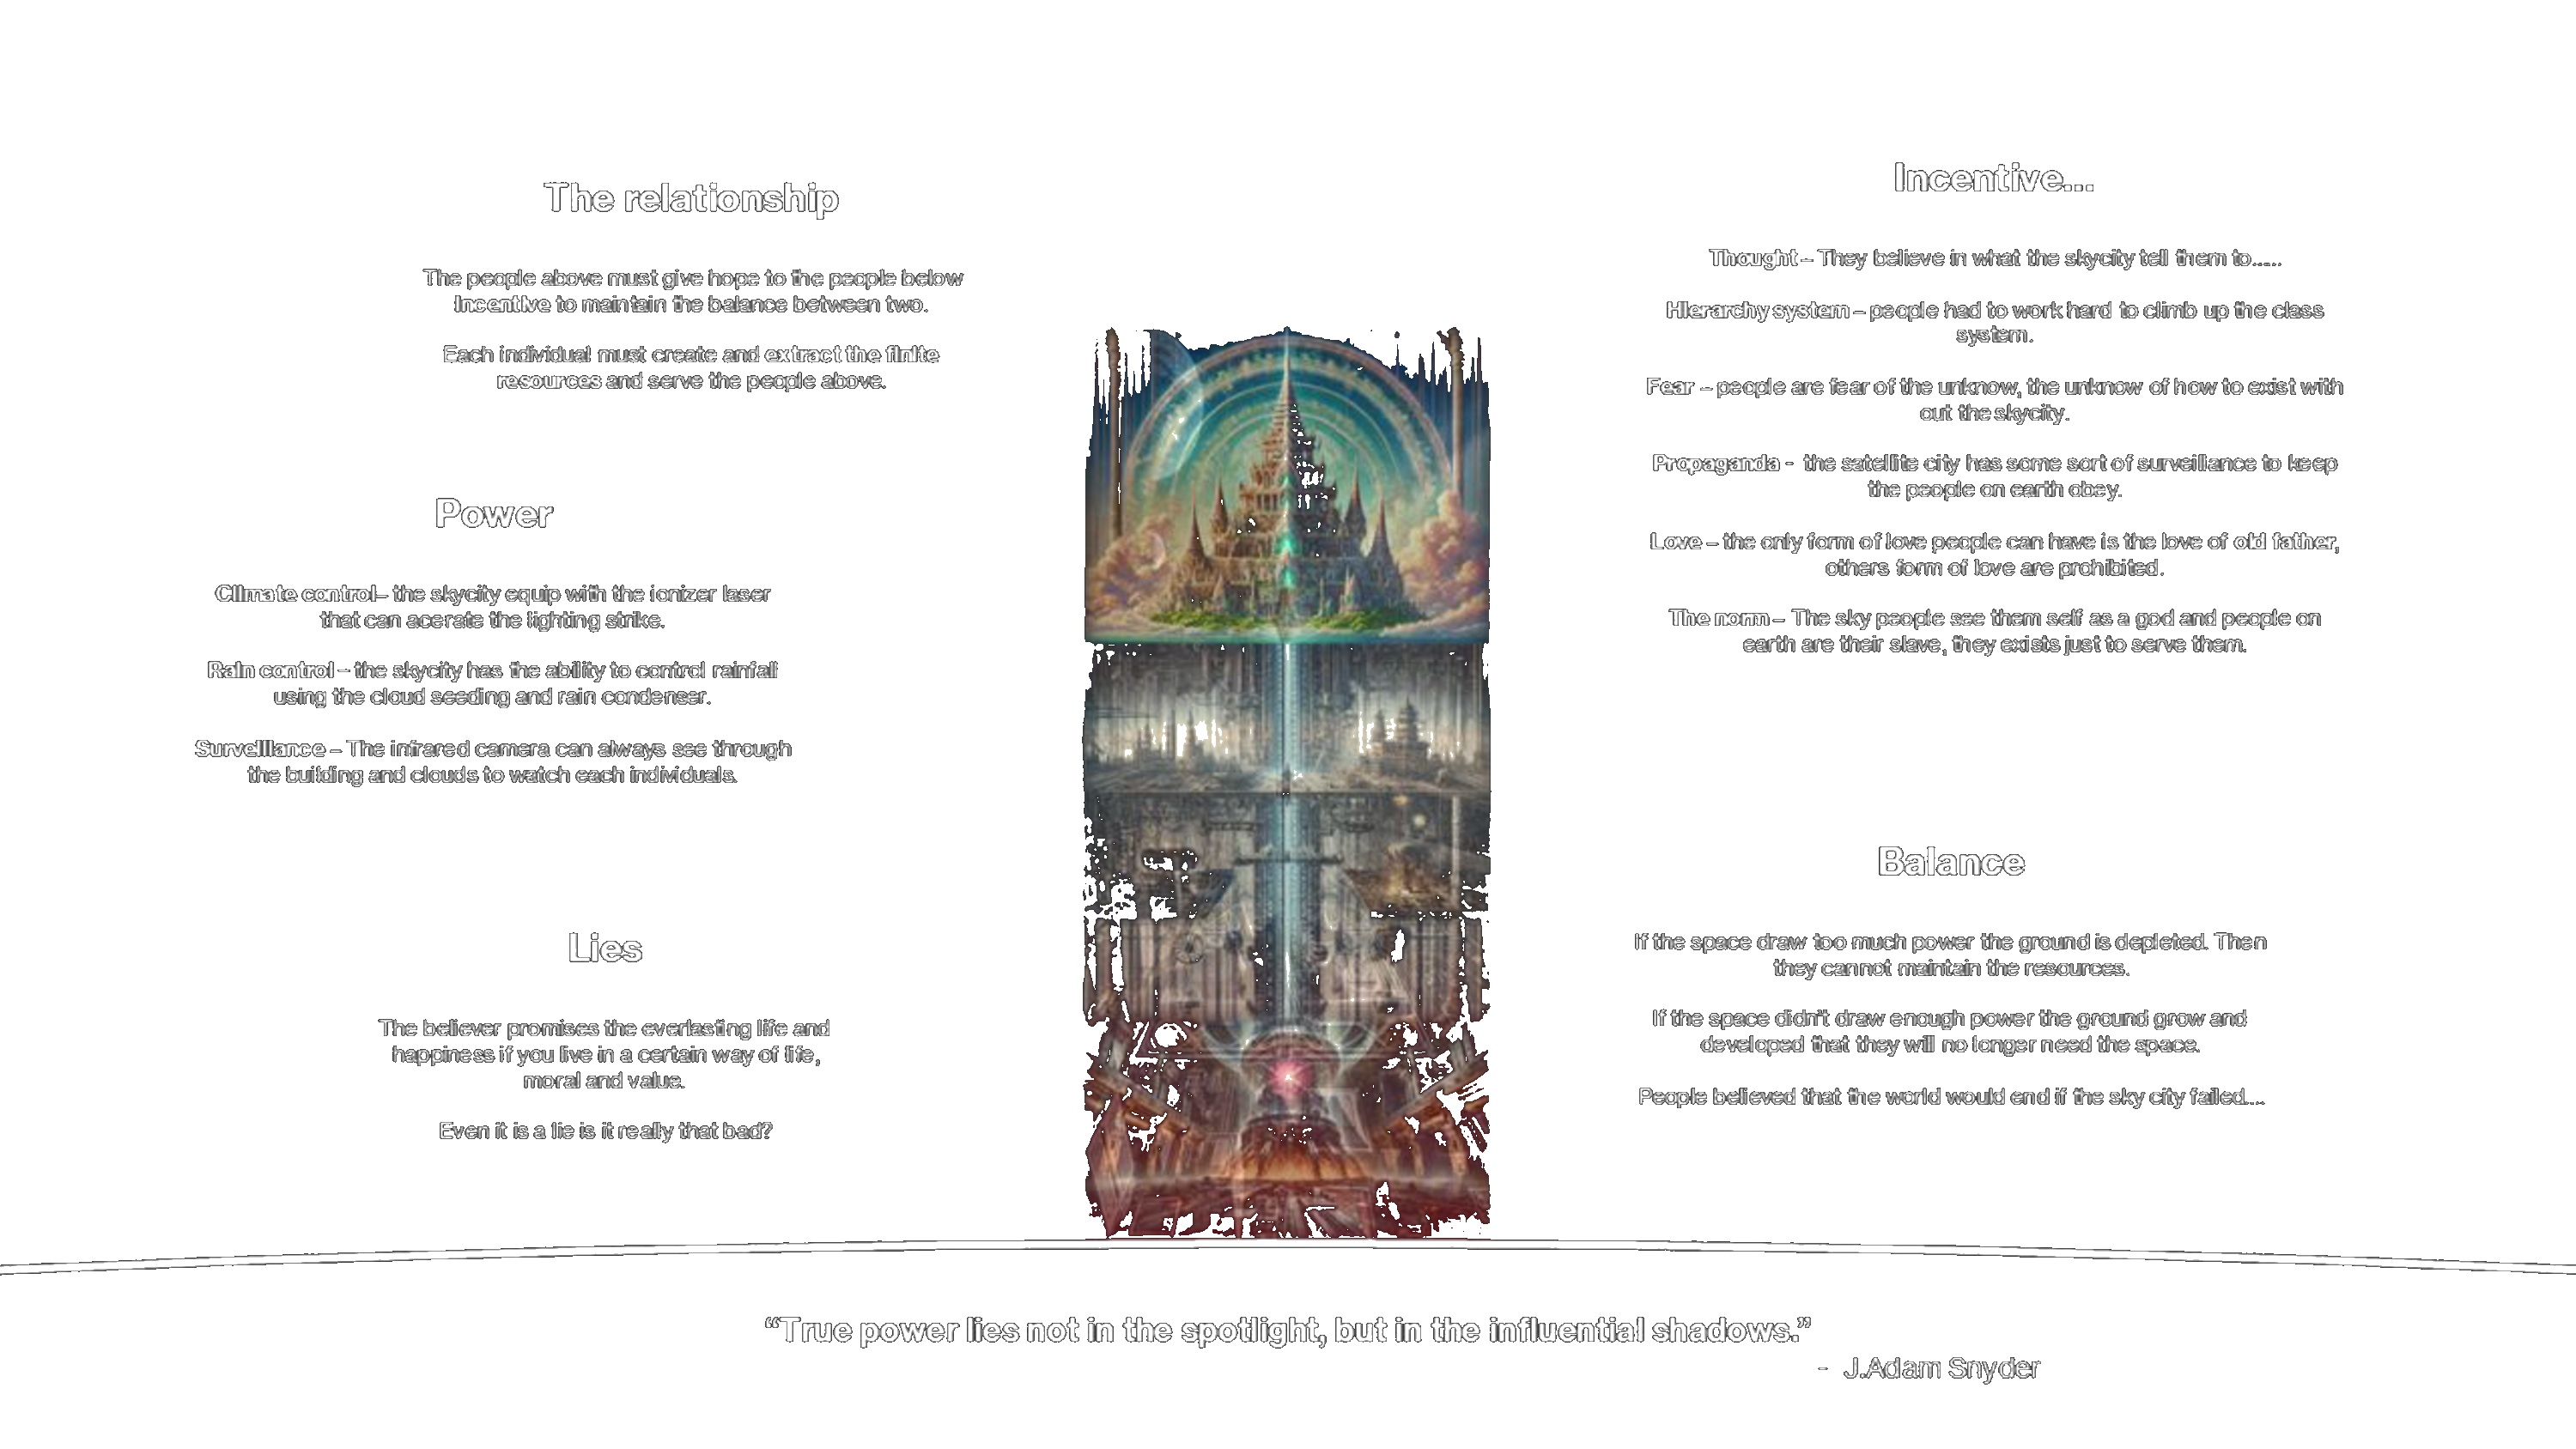 The relationship
The people above must give hope to the people below
Incentive to maintain the balance between two.
Each individual must create and extract the finite
resources and serve the people above.
Power
Climate control– the skycity equip with the ionizer laser
that can acerate the lighting strike.
Rain control – the skycity has the ability to control rainfall
using the cloud seeding and rain condenser.
Surveillance – The infrared camera can always see through
the building and clouds to watch each individuals.
Lies
The believer promises the everlasting life and
happiness if you live in a certain way of life,
moral and value.
Even it is a lie is it really that bad?
Incentive...
Thought – They believe in what the skycity tell them to.....
Hierarchy system – people had to work hard to climb up the class
system.
Fear – people are fear of the unknow, the unknow of how to exist with
out the skycity.
Propaganda - the satellite city has some sort of surveillance to keep
the people on earth obey.
Love – the only form of love people can have is the love of old father,
others form of love are prohibited.
The norm – The sky people see them self as a god and people on
earth are their slave, they exists just to serve them.
Balance
If the space draw too much power the ground is depleted. Then
they cannot maintain the resources.
If the space didn't draw enough power the ground grow and
developed that they will no longer need the space.
People believed that the world would end if the sky city failed....
“True power lies not in the spotlight, but in the influential shadows.”
- J.Adam Snyder